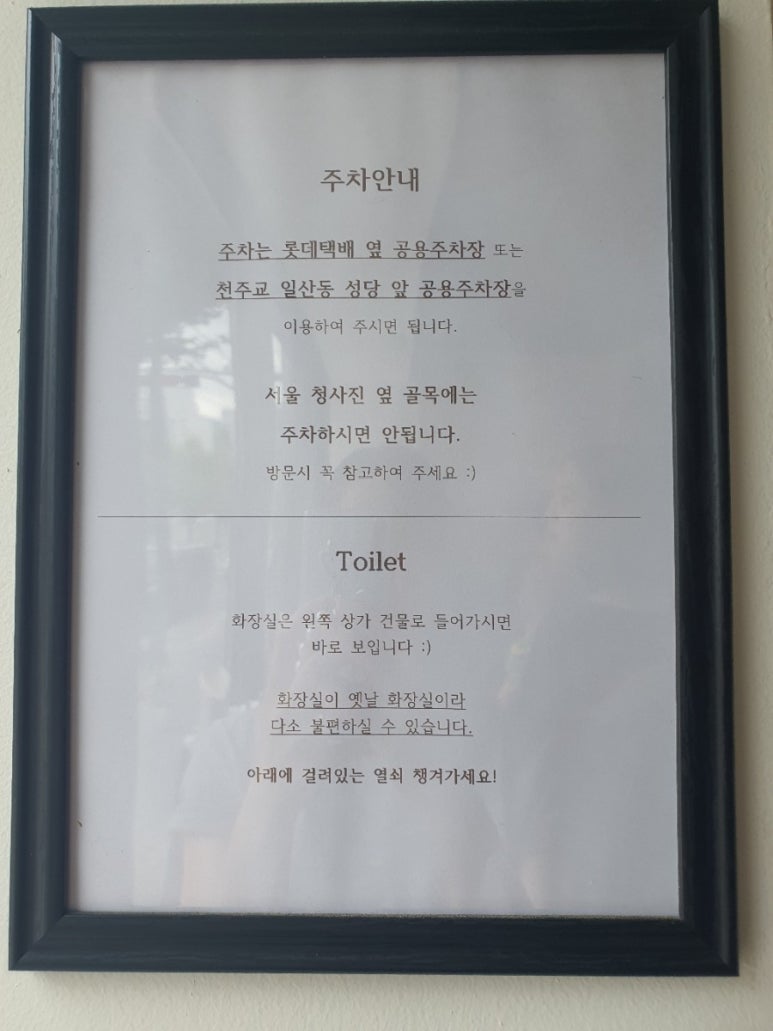 주차안내
주차는 롯데택배 옆 공용주차장 또는
천주교 일산동 성당 앞 공용주차장을
이용하여 주시면 됩니다.
서울 청사진 옆 골목에는
주차하시면 안됩니다.
방문시 꼭 참고하여 주세요 :)
Toilet
화장실은 왼쪽 상가 건물로 들어가시면
바로 보입니다 :)
화장실이 옛날 화장실이라
다소 불편하실 수 있습니다.
아래에 걸려있는 열쇠 챙겨가세요!